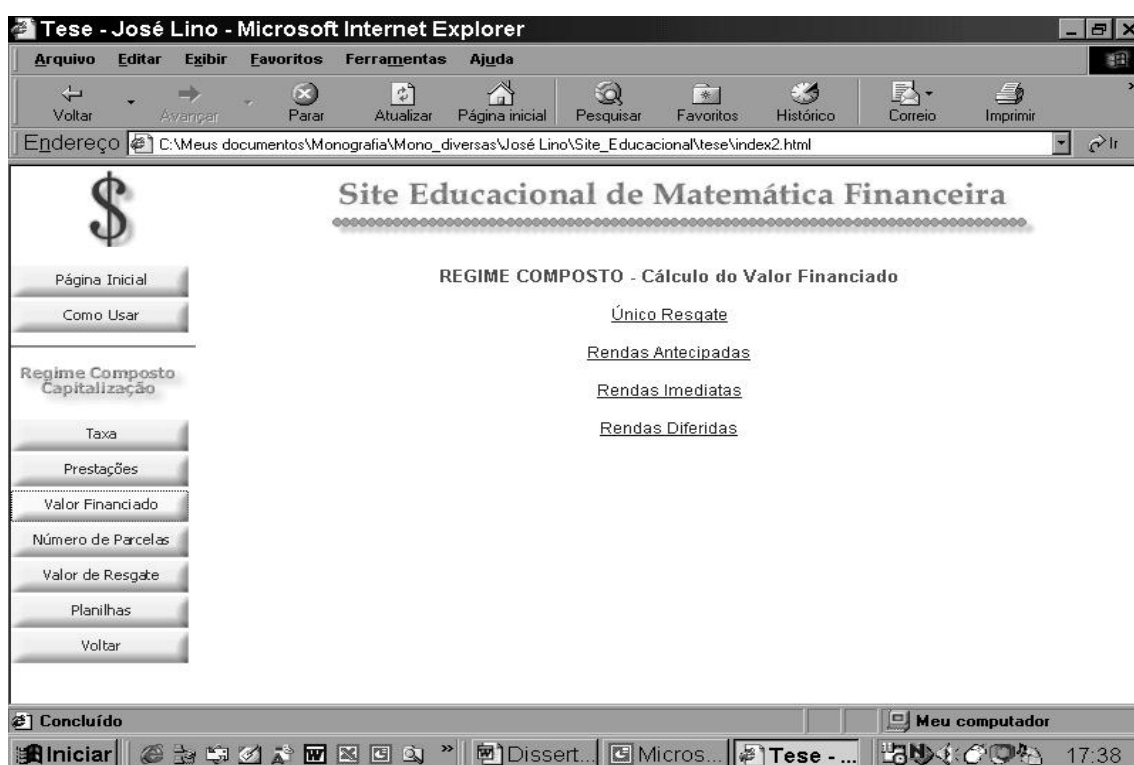 Tese - José Lino - Microsoft Internet Explorer
Arquivo Editar Exibir Favoritos Ferramentas Ajuda
Voltar Avançar Parar Atualizar Página inicial Pesquisar Favoritos Histórico Correio Imprimir »
Endereço C:\Meus documentos\Monografia\Mono_diversas\José Lino\Site_Educacional\tese\index2.html Ir
$
Site Educacional de Matemática Financeira
Página Inicial
Como Usar
Regime Composto
Capitalização
Taxa
Prestações
Valor Financiado
Número de Parcelas
Valor de Resgate
Planilhas
Voltar
REGIME COMPOSTO - Cálculo do Valor Financiado
Único Resgate
Rendas Antecipadas
Rendas Imediatas
Rendas Diferidas
Concluído Meu computador
Iniciar » Dissert... Micros... Tese - ... 17:38